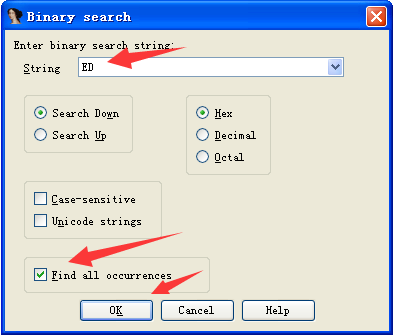 Binary search
Enter binary search string:
String ED
Search Down
Search Up
Hex
Decimal
Octal
Case-sensitive
Unicode strings
Find all occurrences
OK Cancel Help